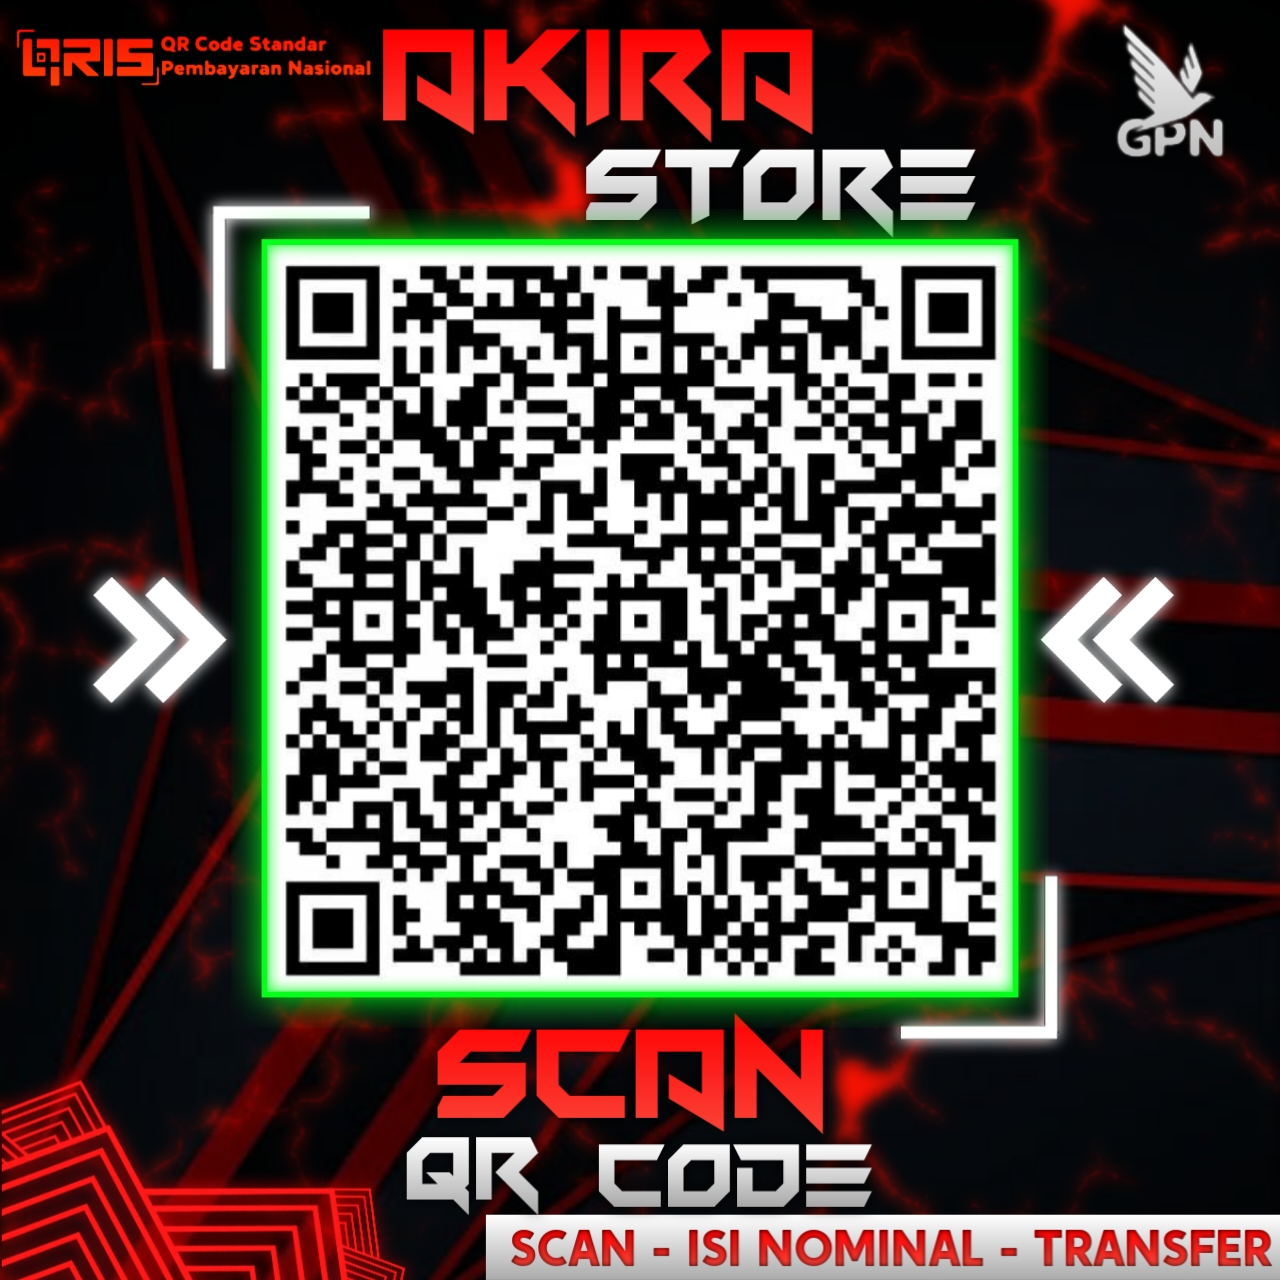 QRIS
QR Code Standar
Pembayaran Nasional
AKIRA
STORE
GPN
SCAN
QR CODE
SCAN - ISI NOMINAL - TRANSFER